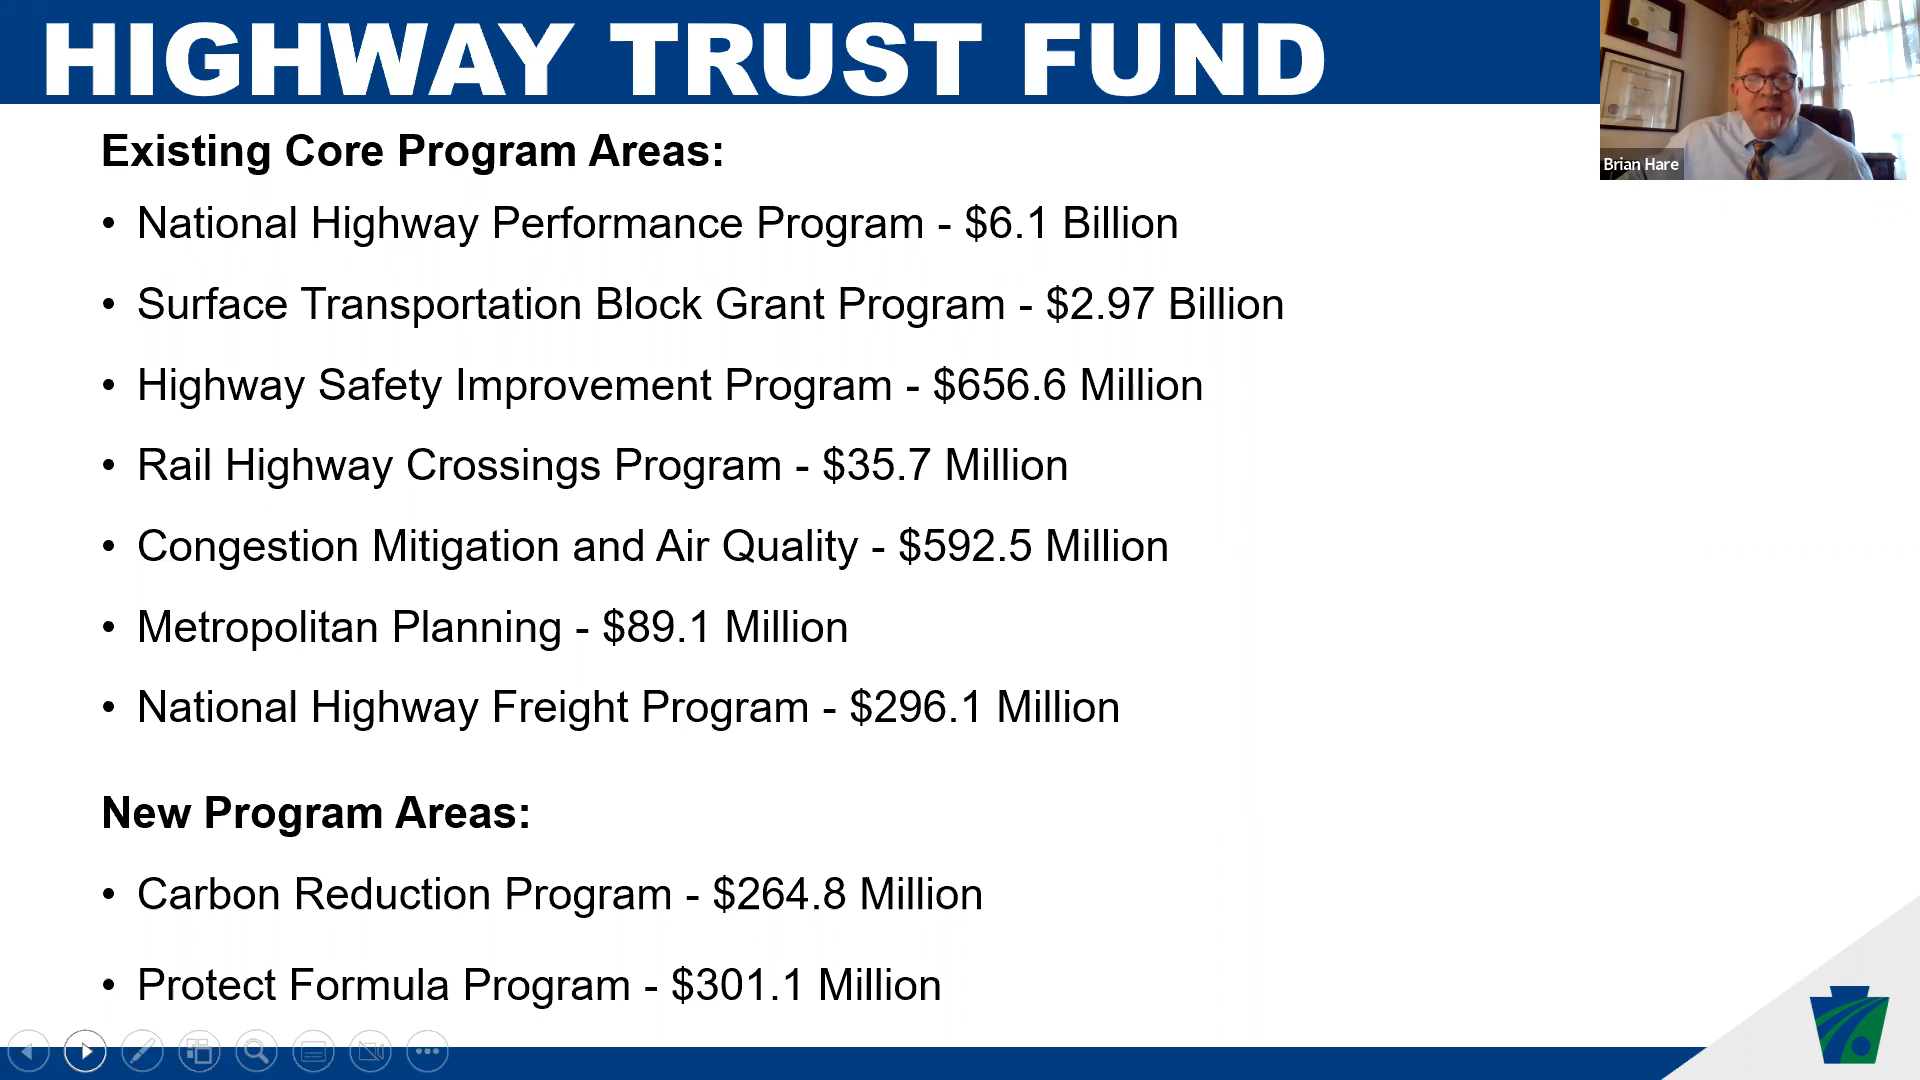 HIGHWAY TRUST FUND
Brian Hare
Existing Core Program Areas:
• National Highway Performance Program - $6.1 Billion
• Surface Transportation Block Grant Program - $2.97 Billion
• Highway Safety Improvement Program - $656.6 Million
• Rail Highway Crossings Program - $35.7 Million
• Congestion Mitigation and Air Quality - $592.5 Million
• Metropolitan Planning - $89.1 Million
• National Highway Freight Program - $296.1 Million
New Program Areas:
• Carbon Reduction Program - $264.8 Million
• Protect Formula Program - $301.1 Million